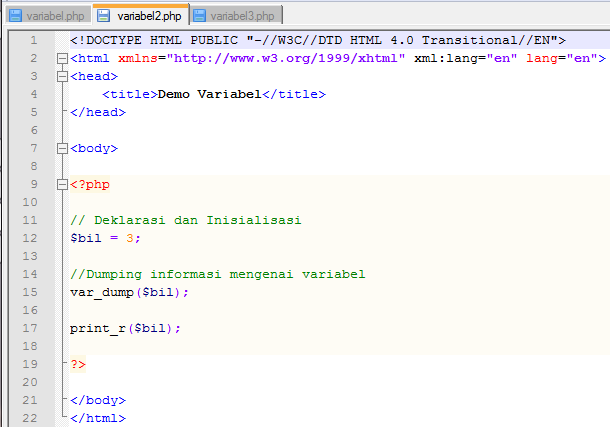 variabel.php variabel2.php variabel3.php
1 <!DOCTYPE HTML PUBLIC "-//W3C//DTD HTML 4.0 Transitional//EN">
2 <html xmlns="http://www.w3.org/1999/xhtml" xml:lang="en" lang="en">
3 <head>
4     <title>Demo Variabel</title>
5 </head>
6
7 <body>
8
9 <?php
10
11 // Deklarasi dan Inisialisasi
12 $bil = 3;
13
14 //Dumping informasi mengenai variabel
15 var_dump($bil);
16
17 print_r($bil);
18
19 ?>
20
21 </body>
22 </html>